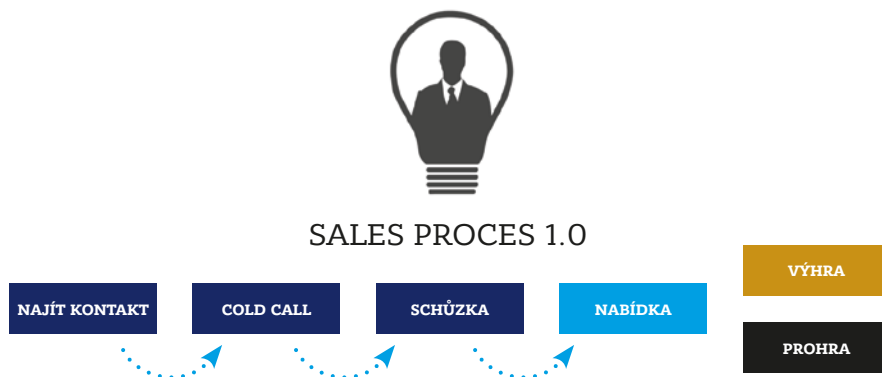 SALES PROCES 1.0
VÝHRA
NAJÍT KONTAKT
COLD CALL
SCHŮZKA
NABÍDKA
PROHRA